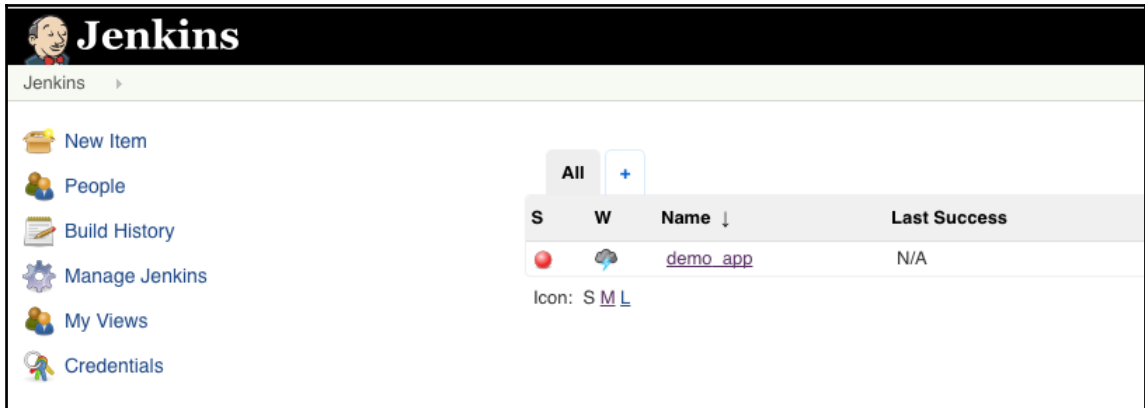 Jenkins
Jenkins
New Item
People
Build History
Manage Jenkins
My Views
Credentials
All +
S W Name ↓ Last Success
demo_app N/A
Icon: S M L